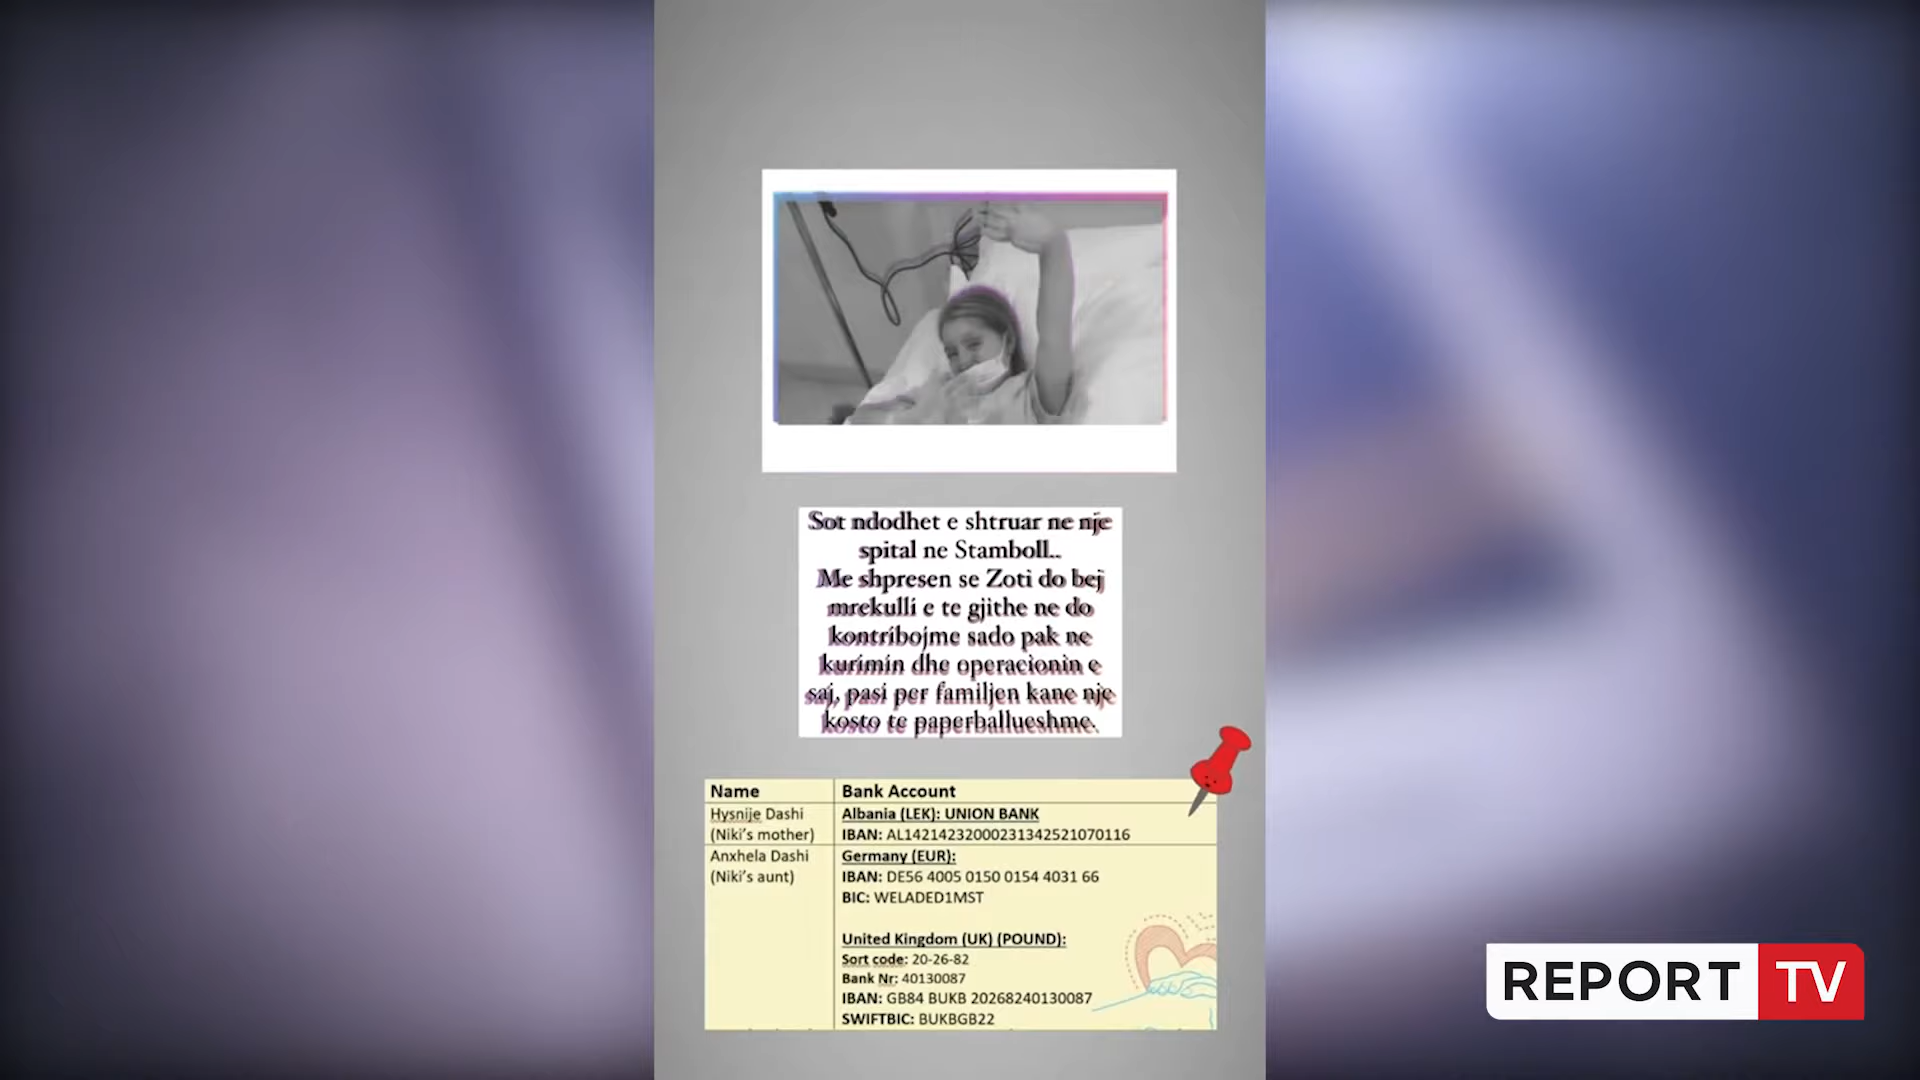 Sot ndodhet e shtruar ne nje
spital ne Stamboll..
Me shpresen se Zoti do bej
mrekulli e te gjithe ne do
kontribojme sado pak ne
kurimin dhe operacionin e
saj, pasi per familjen kane nje
kosto te paperballueshme.
Name Bank Account
Hysnije Dashi Albania (LEK): UNION BANK
(Niki's mother) IBAN: AL14214232000231342521070116
Anxhela Dashi Germany (EUR):
(Niki's aunt) IBAN: DE56 4005 0150 0154 4031 66
BIC: WELADED1MST
United Kingdom (UK) (POUND):
Sort code: 20-26-82
Bank Nr: 40130087
IBAN: GB84 BUKB 20268240130087
SWIFTBIC: BUKBGB22
REPORT TV